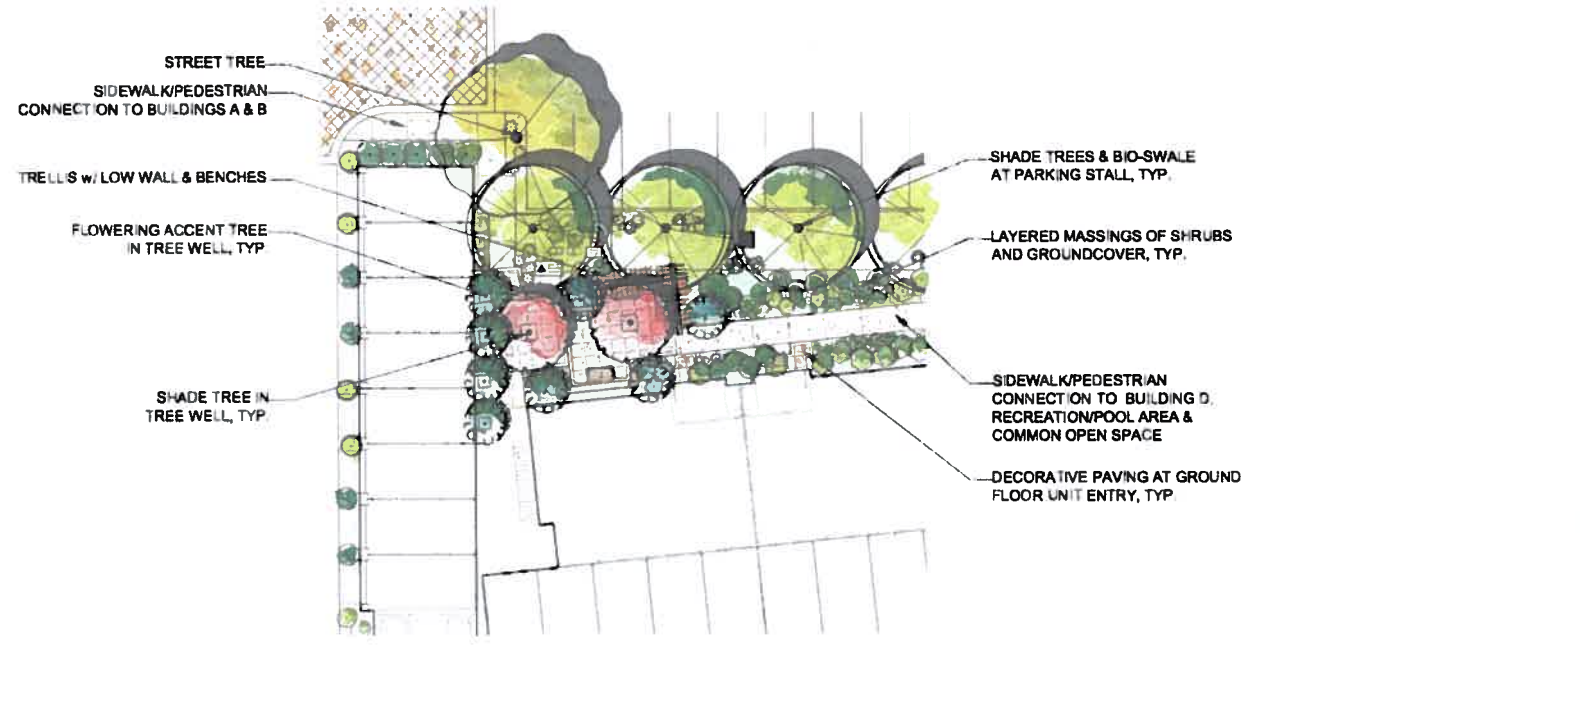 STREET TREE
SIDEWALK/PEDESTRIAN
CONNECTION TO BUILDINGS A & B
TRELLIS w/ LOW WALL & BENCHES
FLOWERING ACCENT TREE
IN TREE WELL, TYP.
SHADE TREE IN
TREE WELL, TYP.
SHADE TREES & BIO-SWALE
AT PARKING STALL, TYP.
LAYERED MASSINGS OF SHRUBS
AND GROUNDCOVER, TYP.
SIDEWALK/PEDESTRIAN
CONNECTION TO BUILDING D,
RECREATION/POOL AREA &
COMMON OPEN SPACE
DECORATIVE PAVING AT GROUND
FLOOR UNIT ENTRY, TYP.